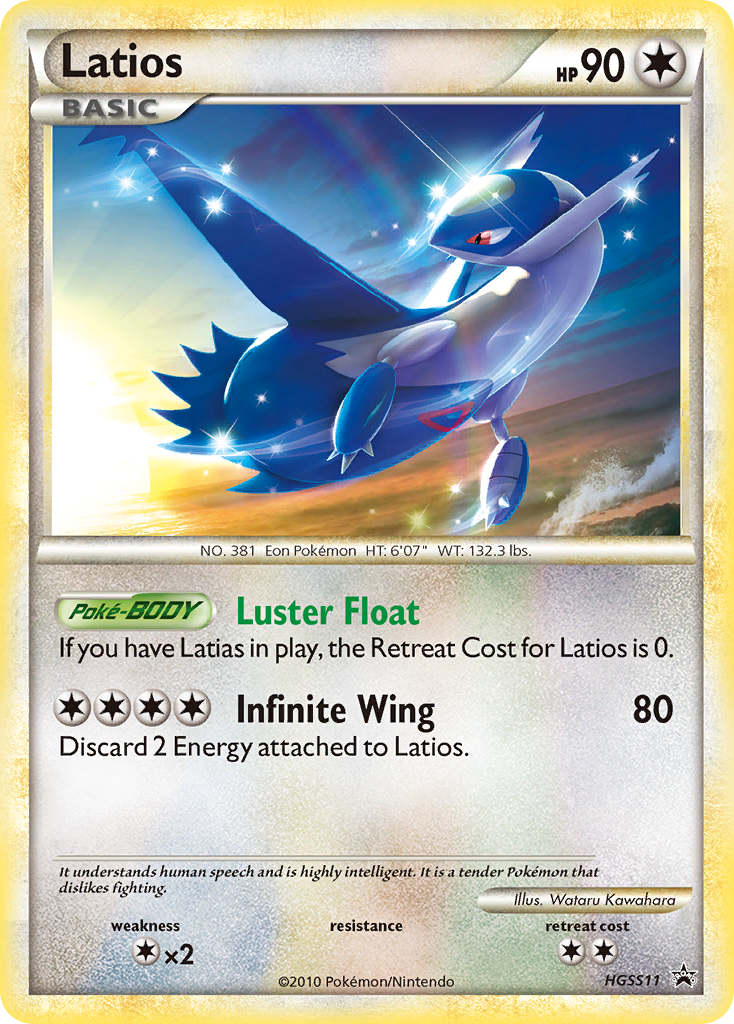 Latios
HP 90
BASIC
NO. 381 Eon Pokémon HT: 6'07" WT: 132.3 lbs.
Poké-BODY Luster Float
If you have Latias in play, the Retreat Cost for Latios is 0.
Infinite Wing 80
Discard 2 Energy attached to Latios.
It understands human speech and is highly intelligent. It is a tender Pokémon that
dislikes fighting.
Illus. Wataru Kawahara
weakness resistance retreat cost
×2
©2010 Pokémon/Nintendo HGSS11